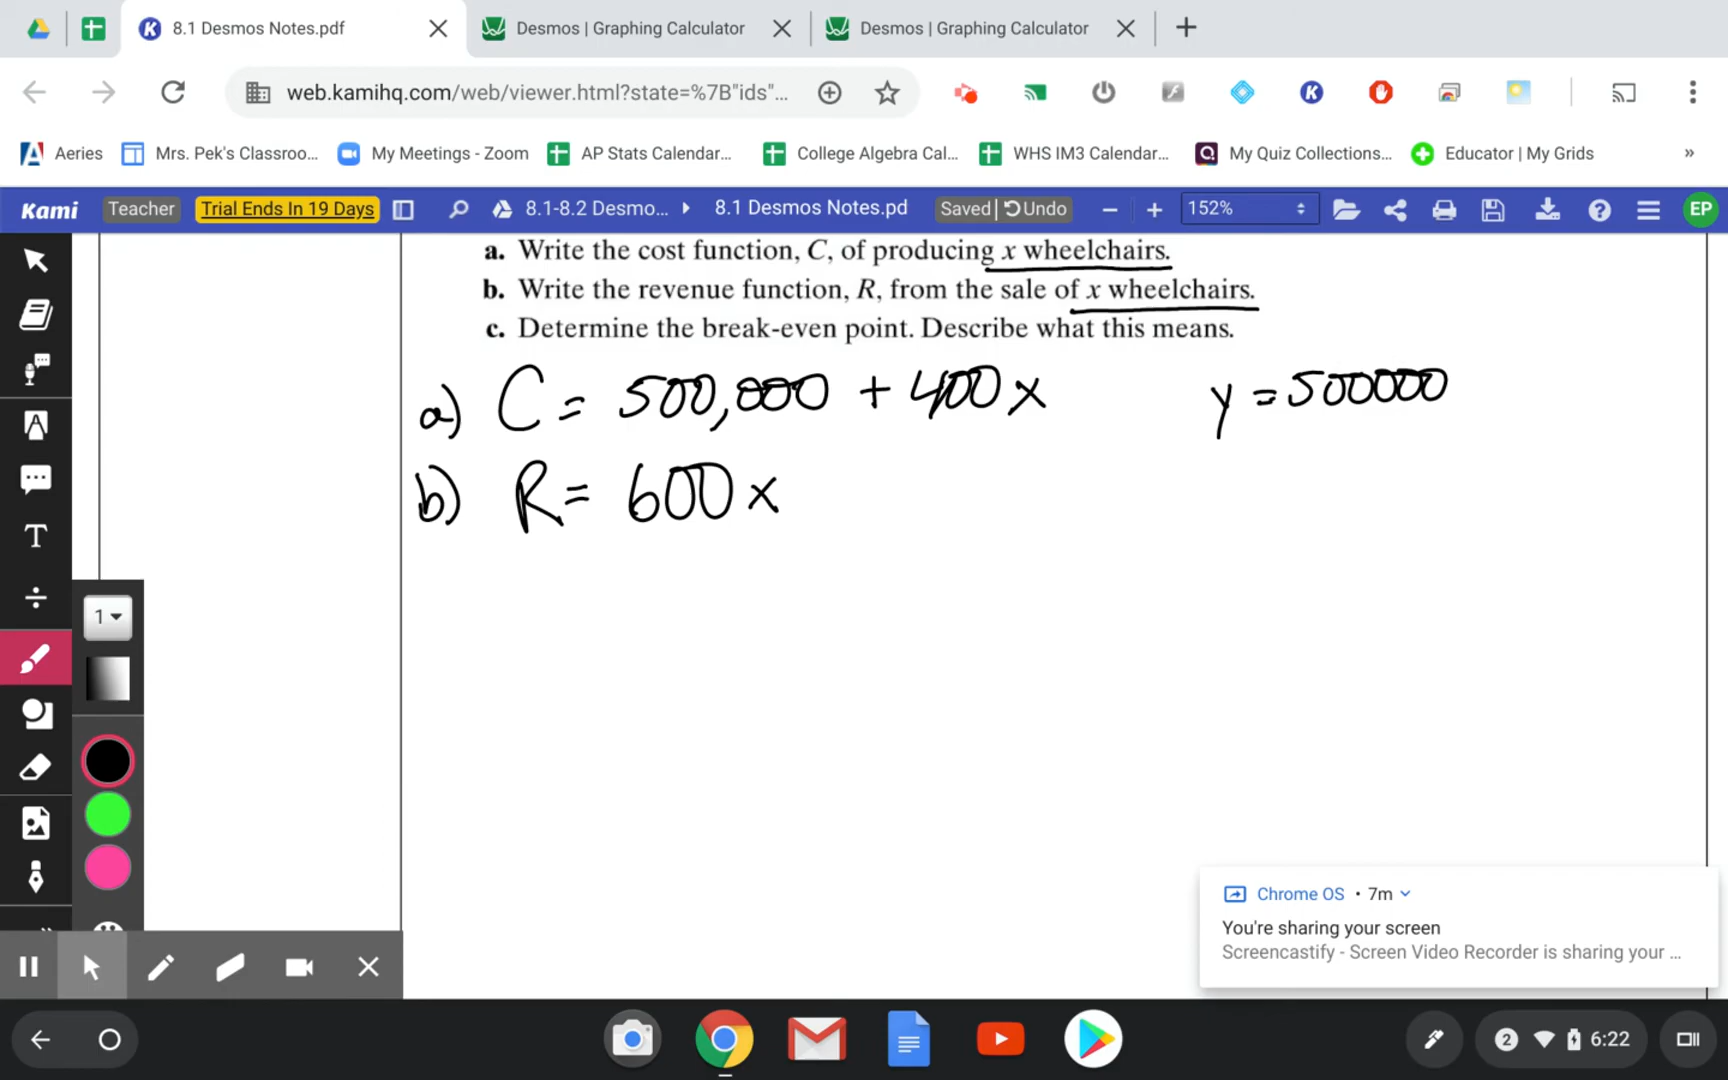 8.1 Desmos Notes.pdf
Desmos | Graphing Calculator
Desmos | Graphing Calculator
web.kamihq.com/web/viewer.html?state=%7B"ids"...
Aeries
Mrs. Pek's Classroo...
My Meetings - Zoom
AP Stats Calendar...
College Algebra Cal...
WHS IM3 Calendar...
My Quiz Collections...
Educator | My Grids
»
Kami
Teacher
Trial Ends In 19 Days
8.1-8.2 Desmo...
8.1 Desmos Notes.pd
Saved | Undo
152%
EP
a. Write the cost function, C, of producing x wheelchairs.
b. Write the revenue function, R, from the sale of x wheelchairs.
c. Determine the break-even point. Describe what this means.
a) C = 500,000 + 400x
y = 500000
b) R = 600x
1
Chrome OS • 7m
You're sharing your screen
Screencastify - Screen Video Recorder is sharing your ...
2
6:22